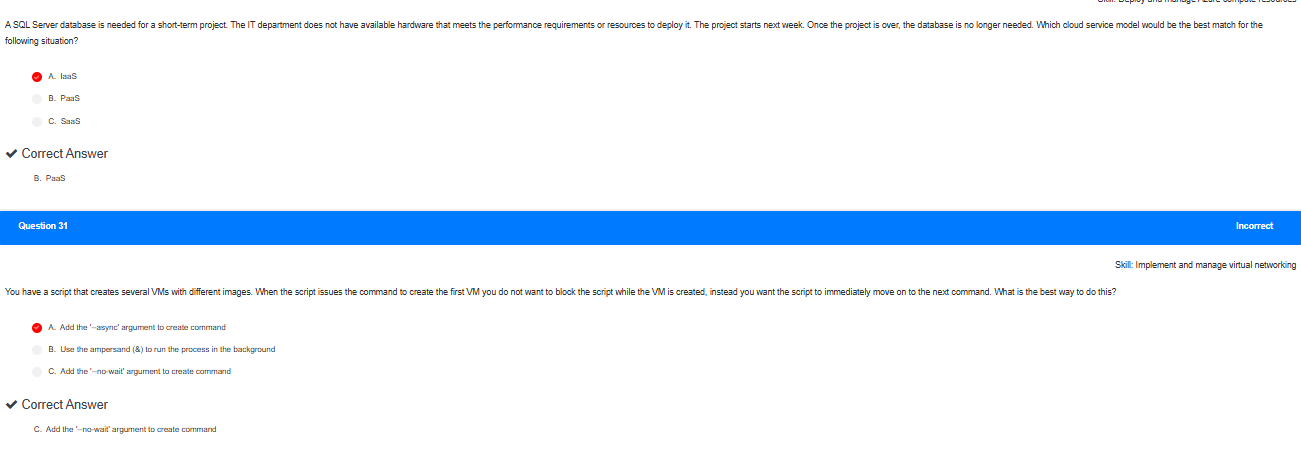 Skill: Deploy and manage Azure compute resources
A SQL Server database is needed for a short-term project. The IT department does not have available hardware that meets the performance requirements or resources to deploy it. The project starts next week. Once the project is over, the database is no longer needed. Which cloud service model would be the best match for the
following situation?
A. IaaS
B. PaaS
C. SaaS
Correct Answer
B. PaaS
Question 31 Incorrect
Skill: Implement and manage virtual networking
You have a script that creates several VMs with different images. When the script issues the command to create the first VM you do not want to block the script while the VM is created, instead you want the script to immediately move on to the next command. What is the best way to do this?
A. Add the '--async' argument to create command
B. Use the ampersand (&) to run the process in the background
C. Add the '--no-wait' argument to create command
Correct Answer
C. Add the '--no-wait' argument to create command